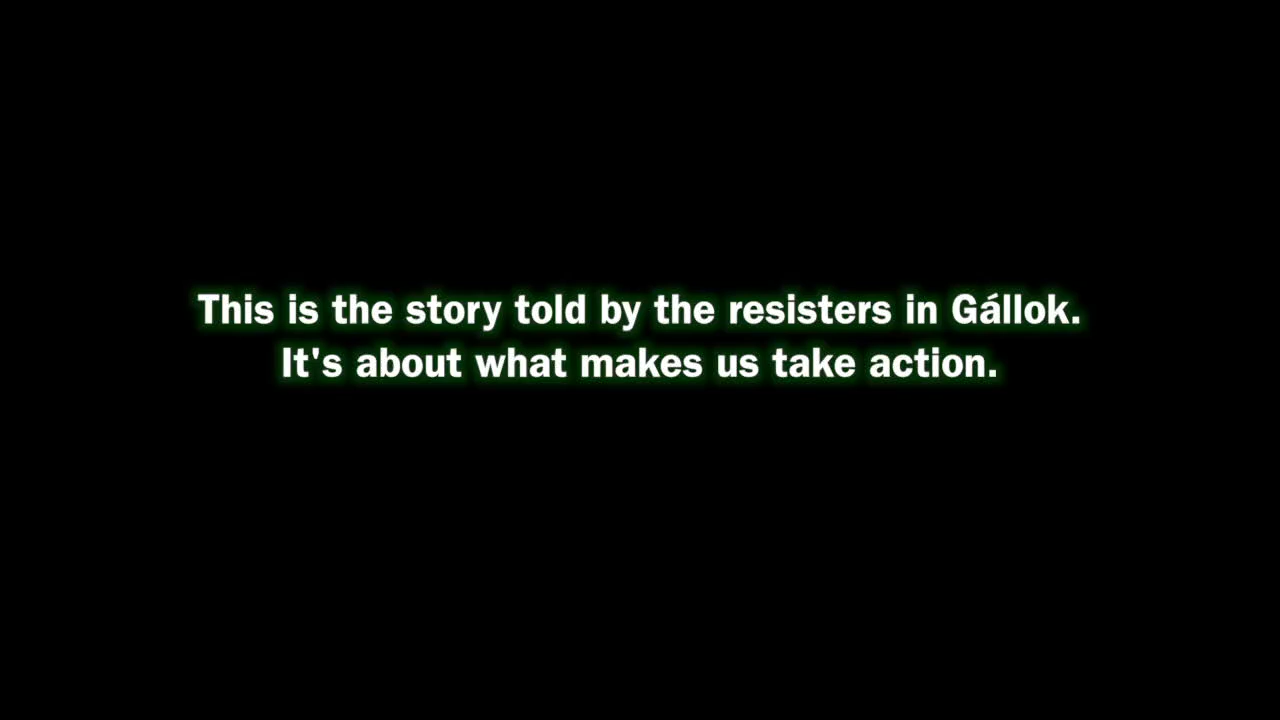 This is the story told by the resisters in Gállok.
It's about what makes us take action.